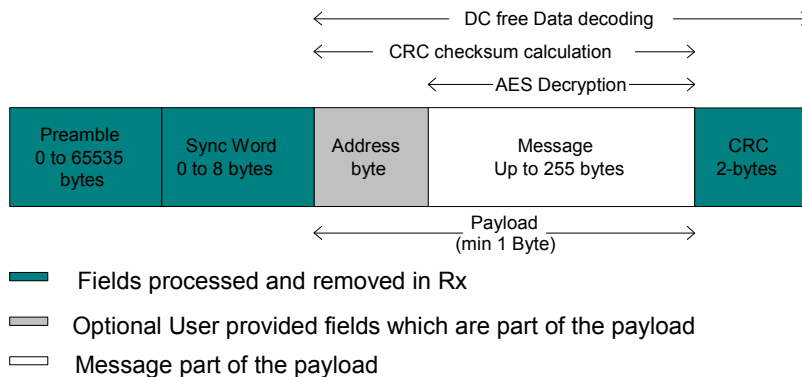 DC free Data decoding
CRC checksum calculation
AES Decryption
Preamble
0 to 65535
bytes
Sync Word
0 to 8 bytes
Address
byte
Message
Up to 255 bytes
CRC
2-bytes
Payload
(min 1 Byte)
Fields processed and removed in Rx
Optional User provided fields which are part of the payload
Message part of the payload